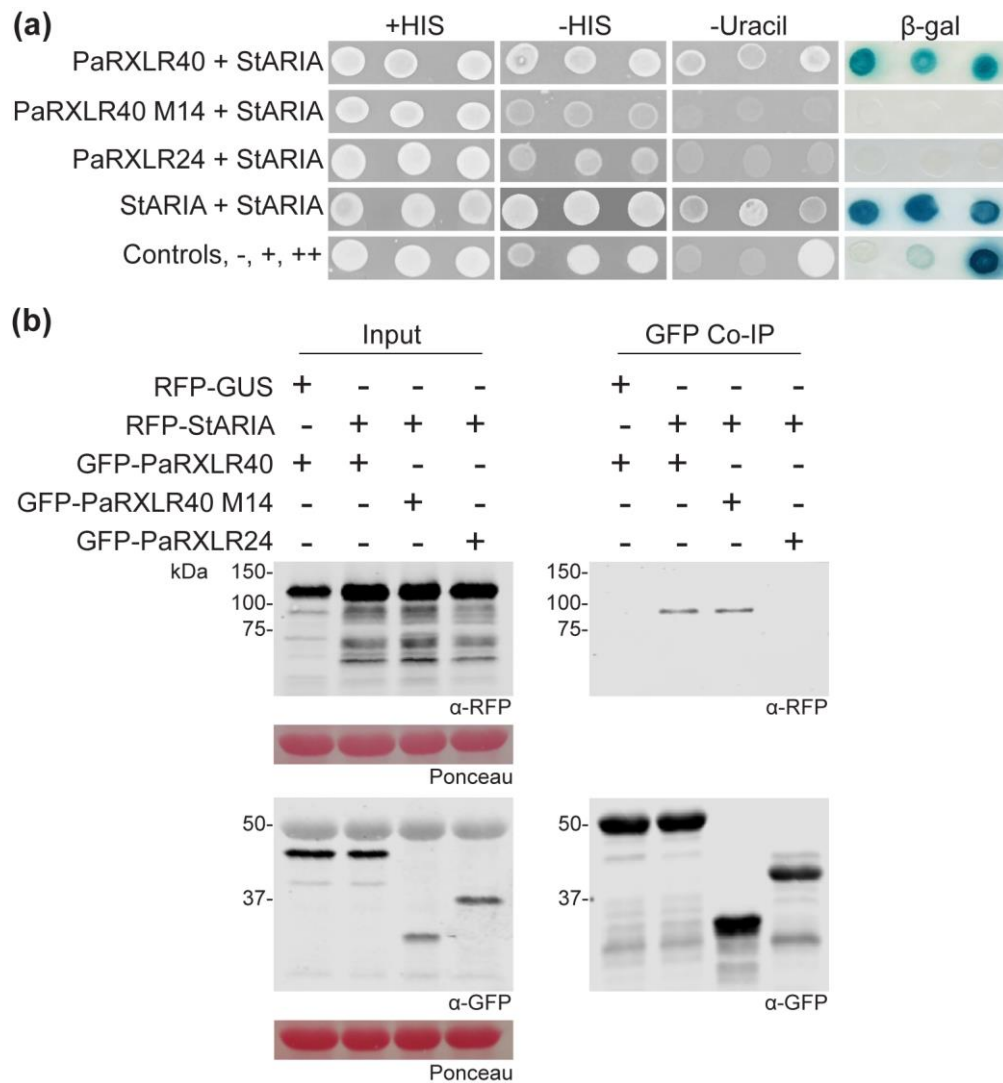 (a)
+HIS -HIS -Uracil β-gal
PaRXLR40 + StARIA
PaRXLR40 M14 + StARIA
PaRXLR24 + StARIA
StARIA + StARIA
Controls, -, +, ++
(b)
Input GFP Co-IP
RFP-GUS + - - - + - - -
RFP-StARIA - + + + - + + +
GFP-PaRXLR40 + + - - + + - -
GFP-PaRXLR40 M14 - - + - - - + -
GFP-PaRXLR24 - - - + - - - +
kDa 150- 150-
100- 100-
75- 75-
α-RFP α-RFP
Ponceau
50- 50-
37- 37-
α-GFP α-GFP
Ponceau